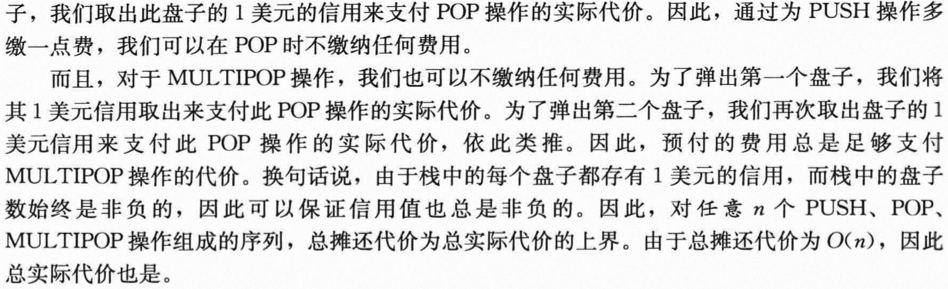 子，我们取出此盘子的 1 美元的信用来支付 POP 操作的实际代价。因此，通过为 PUSH 操作多
缴一点费，我们可以在 POP 时不缴纳任何费用。
而且，对于 MULTIPOP 操作，我们也可以不缴纳任何费用。为了弹出第一个盘子，我们将
其 1 美元信用取出来支付此 POP 操作的实际代价。为了弹出第二个盘子，我们再次取出盘子的 1
美元信用来支付此 POP 操作的实际代价，依此类推。因此，预付的费用总是足够支付
MULTIPOP 操作的代价。换句话说，由于栈中的每个盘子都存有 1 美元的信用，而栈中的盘子
数始终是非负的，因此可以保证信用值也总是非负的。因此，对任意 n 个 PUSH、POP、
MULTIPOP 操作组成的序列，总摊还代价为总实际代价的上界。由于总摊还代价为 O(n)，因此
总实际代价也是。